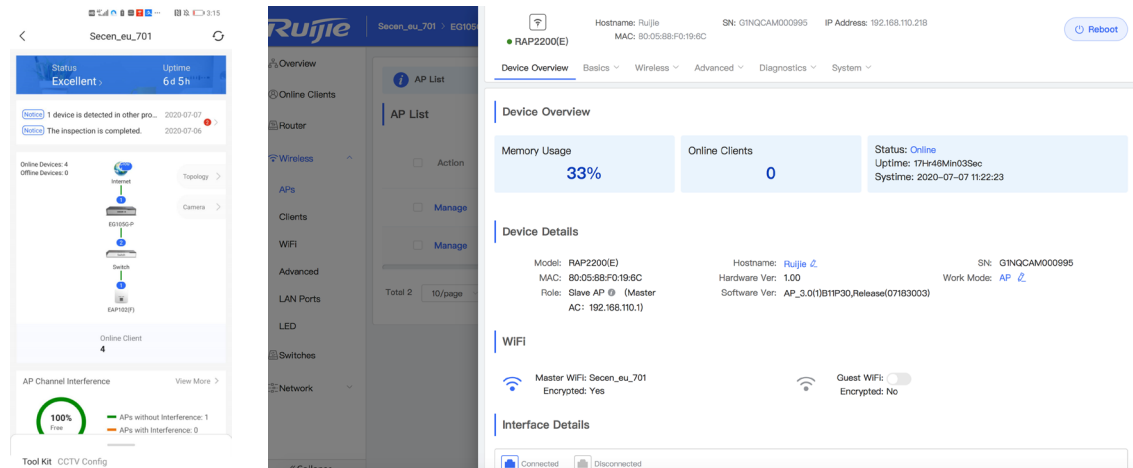 3:15
Secen_eu_701
Status
Uptime
Excellent >
6 d 5 h
Notice 1 device is detected in other pro... 2020-07-07
Notice The inspection is completed. 2020-07-06
Online Devices: 4
Offline Devices: 0
Internet
Topology >
1
Camera >
EG105G-P
2
Switch
1
EAP102(F)
Online Client
4
AP Channel Interference
View More >
100%
Free
APs without Interference: 1
APs with Interference: 0
Tool Kit CCTV Config
Ruijie
Secen_eu_701 > EG105
Overview
Online Clients
Router
Wireless
APs
Clients
WiFi
Advanced
LAN Ports
LED
Switches
Network
AP List
AP List
Action
Manage
Manage
Total 2 10/page
RAP2200(E)
Hostname: Ruijie SN: G1NQCAM000995 IP Address: 192.168.110.218
MAC: 80:05:88:F0:19:6C
Reboot
Device Overview Basics Wireless Advanced Diagnostics System
Device Overview
Memory Usage
33%
Online Clients
0
Status: Online
Uptime: 17Hr46Min03Sec
Systime: 2020-07-07 11:22:23
Device Details
Model: RAP2200(E) Hostname: Ruijie SN: G1NQCAM000995
MAC: 80:05:88:F0:19:6C Hardware Ver: 1.00 Work Mode: AP
Role: Slave AP (Master Software Ver: AP_3.0(1)B11P30,Release(07183003)
AC: 192.168.110.1)
WiFi
Master WiFi: Secen_eu_701 Guest WiFi:
Encrypted: Yes Encrypted: No
Interface Details
Connected Disconnected